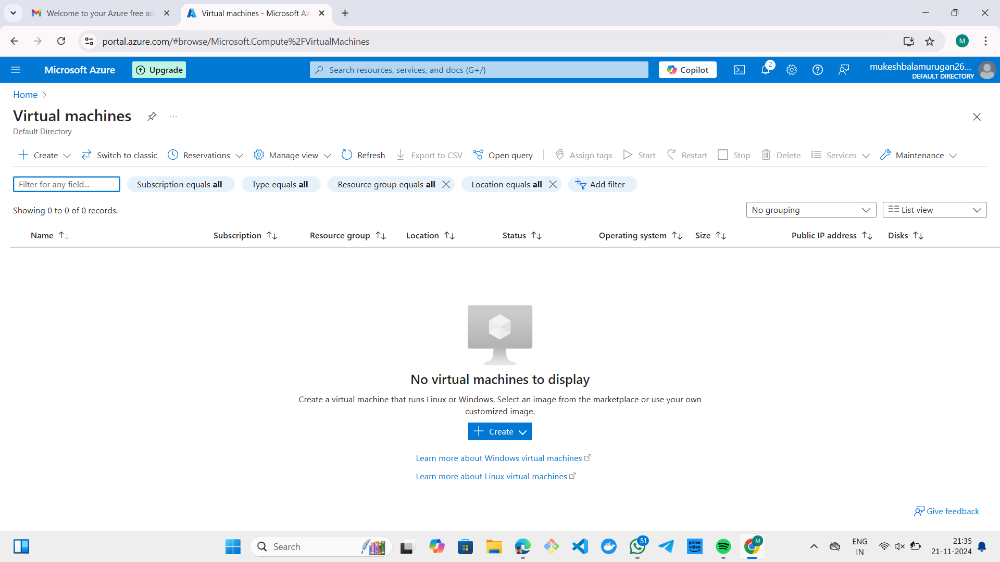 Welcome to your Azure free acc
Virtual machines - Microsoft Az
portal.azure.com/#browse/Microsoft.Compute%2FVirtualMachines
M
Microsoft Azure
Upgrade
Search resources, services, and docs (G+/)
Copilot
2
mukeshbalamurugan26...
DEFAULT DIRECTORY
Home
Virtual machines
...
Default Directory
Create
Switch to classic
Reservations
Manage view
Refresh
Export to CSV
Open query
Assign tags
Start
Restart
Stop
Delete
Services
Maintenance
Filter for any field...
Subscription equals all
Type equals all
Resource group equals all
Location equals all
Add filter
Showing 0 to 0 of 0 records.
No grouping
List view
Name
Subscription
Resource group
Location
Status
Operating system
Size
Public IP address
Disks
No virtual machines to display
Create a virtual machine that runs Linux or Windows. Select an image from the marketplace or use your own
customized image.
Create
Learn more about Windows virtual machines
Learn more about Linux virtual machines
Give feedback
Search
51
prime video
M
ENG
IN
21:35
21-11-2024